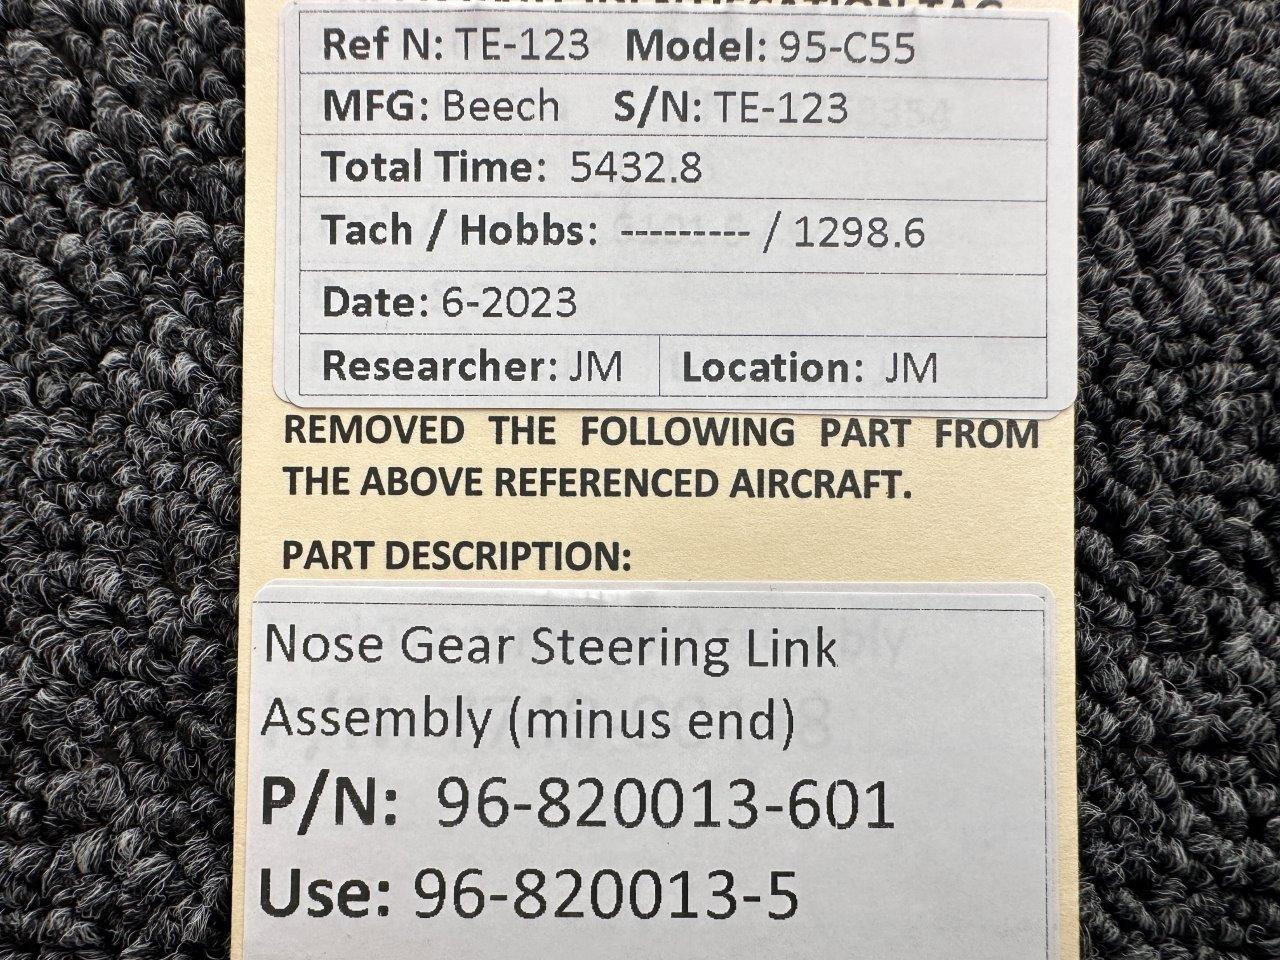 IDENTIFICATION TAG
Ref N: TE-123 Model: 95-C55
MFG: Beech S/N: TE-123
Total Time: 5432.8
Tach / Hobbs: --------- / 1298.6
Date: 6-2023
Researcher: JM Location: JM
REMOVED THE FOLLOWING PART FROM
THE ABOVE REFERENCED AIRCRAFT.
PART DESCRIPTION:
Nose Gear Steering Link
Assembly (minus end)
P/N: 96-820013-601
Use: 96-820013-5